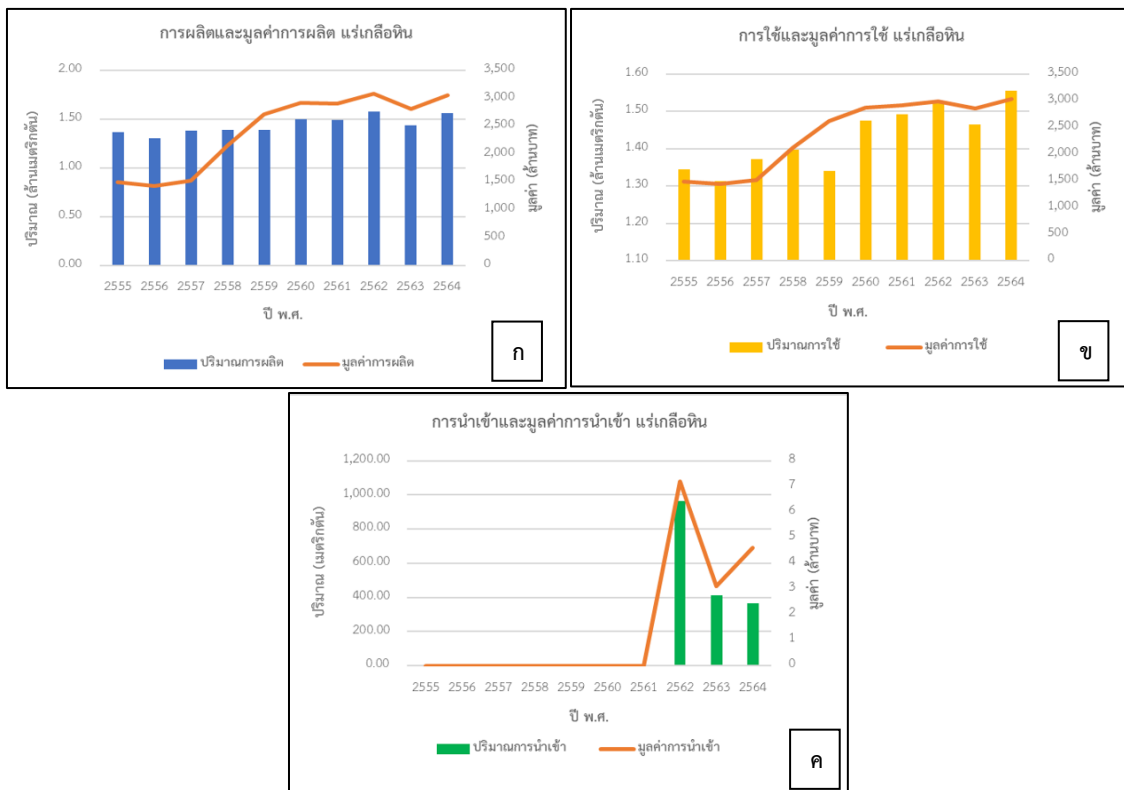 การผลิตและมูลค่าการผลิต แร่เกลือหิน
ปริมาณ (ล้านเมตริกตัน)
2.00
1.50
1.00
0.50
0.00
3,500
3,000
2,500
2,000
1,500
1,000
500
0
มูลค่า (ล้านบาท)
2555 2556 2557 2558 2559 2560 2561 2562 2563 2564
ปี พ.ศ.
ปริมาณการผลิต มูลค่าการผลิต
ก
การใช้และมูลค่าการใช้ แร่เกลือหิน
ปริมาณ (ล้านเมตริกตัน)
1.60
1.50
1.40
1.30
1.20
1.10
3,500
3,000
2,500
2,000
1,500
1,000
500
0
มูลค่า (ล้านบาท)
2555 2556 2557 2558 2559 2560 2561 2562 2563 2564
ปี พ.ศ.
ปริมาณการใช้ มูลค่าการใช้
ข
การนำเข้าและมูลค่าการนำเข้า แร่เกลือหิน
ปริมาณ (เมตริกตัน)
1,200.00
1,000.00
800.00
600.00
400.00
200.00
0.00
8
7
6
5
4
3
2
1
0
มูลค่า (ล้านบาท)
2555 2556 2557 2558 2559 2560 2561 2562 2563 2564
ปี พ.ศ.
ปริมาณการนำเข้า มูลค่าการนำเข้า
ค